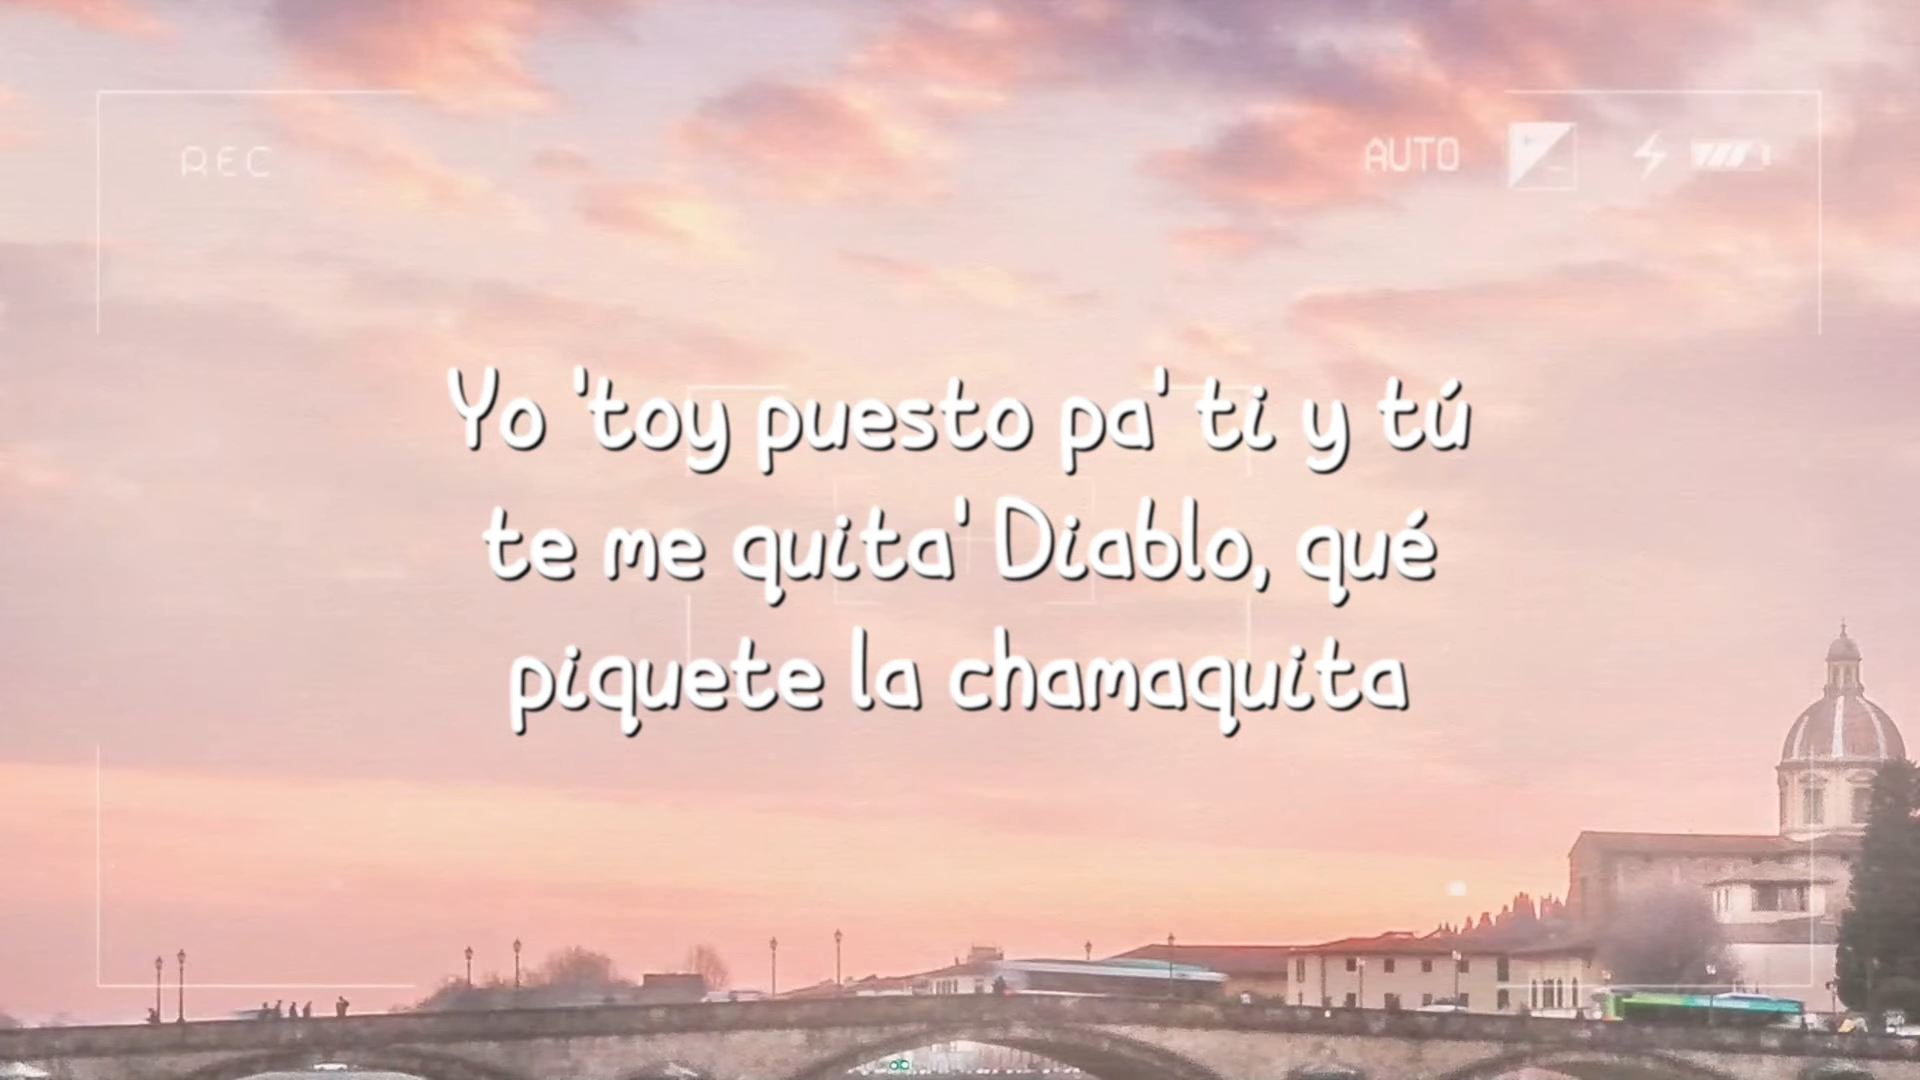 REC
AUTO
Yo 'toy puesto pa' ti y tú
te me quita' Diablo, qué
piquete la chamaquita